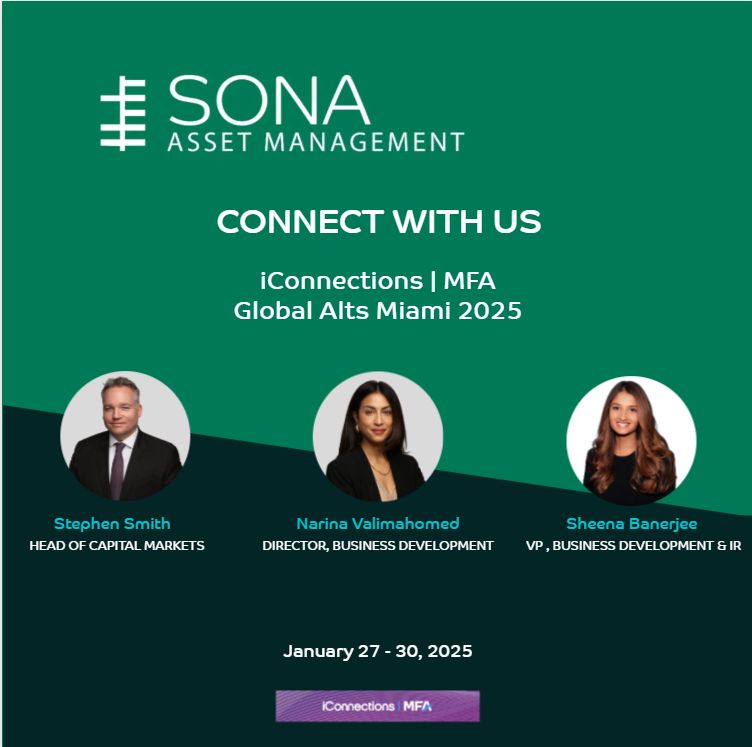 SONA
ASSET MANAGEMENT
CONNECT WITH US
iConnections | MFA
Global Alts Miami 2025
Stephen Smith
HEAD OF CAPITAL MARKETS
Narina Valimahomed
DIRECTOR, BUSINESS DEVELOPMENT
Sheena Banerjee
VP , BUSINESS DEVELOPMENT & IR
January 27 - 30, 2025
iConnections | MFA